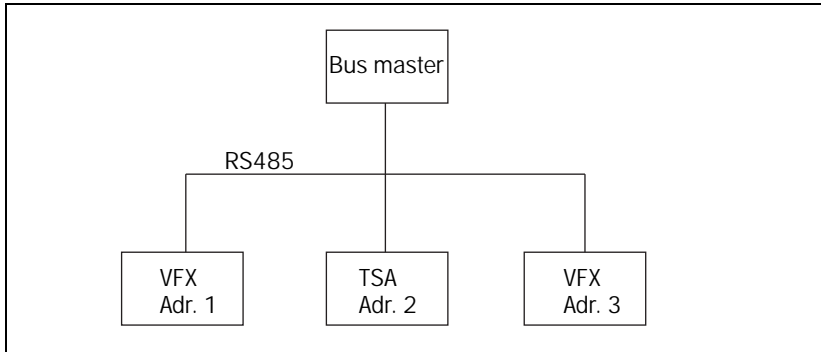 Bus master
RS485
VFX
Adr. 1
TSA
Adr. 2
VFX
Adr. 3